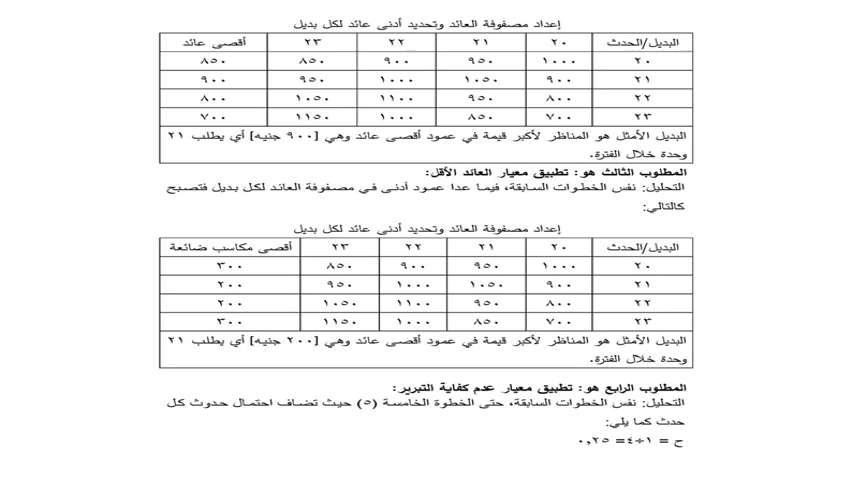 إعداد مصفوفة العائد وتحديد أدنى عائد لكل بديل
البديل/الحدث ٢٠ ٢١ ٢٢ ٢٣ أقصى عائد
٢٠ ١٠٠٠ ٩٥٠ ٩٠٠ ٨٥٠ ٨٥٠
٢١ ٩٠٠ ١٠٥٠ ١٠٠٠ ٩٥٠ ٩٠٠
٢٢ ٨٠٠ ٩٥٠ ١١٠٠ ١٠٥٠ ٨٠٠
٢٣ ٧٠٠ ٨٥٠ ١٠٠٠ ١١٥٠ ٧٠٠
البديل الأمثل هو المناظر لأكبر قيمة في عمود أقصى عائد وهي [٩٠٠ جنيه] أي يطلب ٢١
وحدة خلال الفترة.
المطلوب الثالث هو: تطبيق معيار العائد الأقل:
التحليل: نفس الخطوات السابقة، فيما عدا عمود أدنى في مصفوفة العائد لكل بديل فتصبح
كالتالي:
إعداد مصفوفة العائد وتحديد أدنى عائد لكل بديل
البديل/الحدث ٢٠ ٢١ ٢٢ ٢٣ أقصى مكاسب ضائعة
٢٠ ١٠٠٠ ٩٥٠ ٩٠٠ ٨٥٠ ٣٠٠
٢١ ٩٠٠ ١٠٥٠ ١٠٠٠ ٩٥٠ ٢٠٠
٢٢ ٨٠٠ ٩٥٠ ١١٠٠ ١٠٥٠ ٢٠٠
٢٣ ٧٠٠ ٨٥٠ ١٠٠٠ ١١٥٠ ٣٠٠
البديل الأمثل هو المناظر لأكبر قيمة في عمود أقصى عائد وهي [٢٠٠ جنيه] أي يطلب ٢١
وحدة خلال الفترة.
المطلوب الرابع هو: تطبيق معيار عدم كفاية التبرير:
التحليل: نفس الخطوات السابقة، حتى الخطوة الخامسة (٥) حيث تضاف احتمال حدوث كل
حدث كما يلي:
ح = ١÷٤= ٠,٢٥